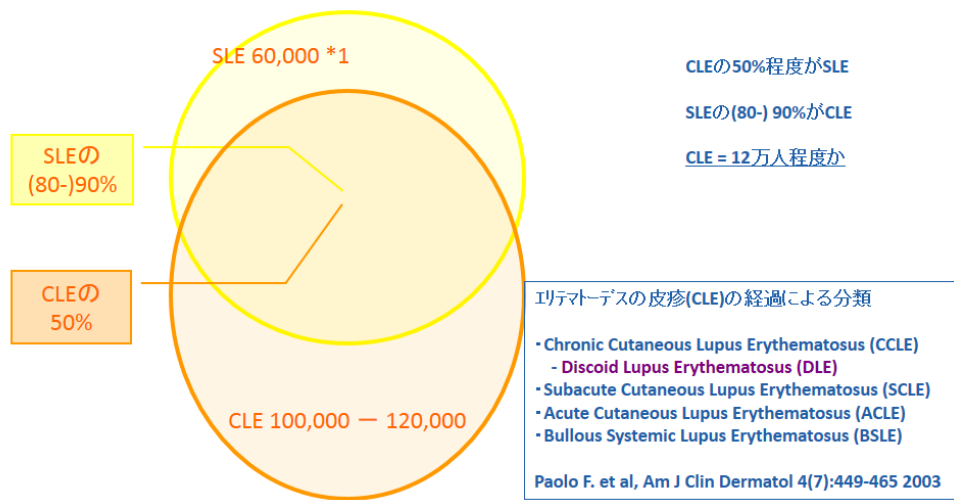 SLE 60,000 *1
CLEの50%程度がSLE
SLEの(80-) 90%がCLE
CLE = 12万人程度か
SLEの
(80-)90%
CLEの
50%
CLE 100,000 － 120,000
ｴﾘﾃﾏﾄｰﾃﾞｽの皮疹(CLE)の経過による分類
・Chronic Cutaneous Lupus Erythematosus (CCLE)
- Discoid Lupus Erythematosus (DLE)
・Subacute Cutaneous Lupus Erythematosus (SCLE)
・Acute Cutaneous Lupus Erythematosus (ACLE)
・Bullous Systemic Lupus Erythematosus (BSLE)
Paolo F. et al, Am J Clin Dermatol 4(7):449-465 2003